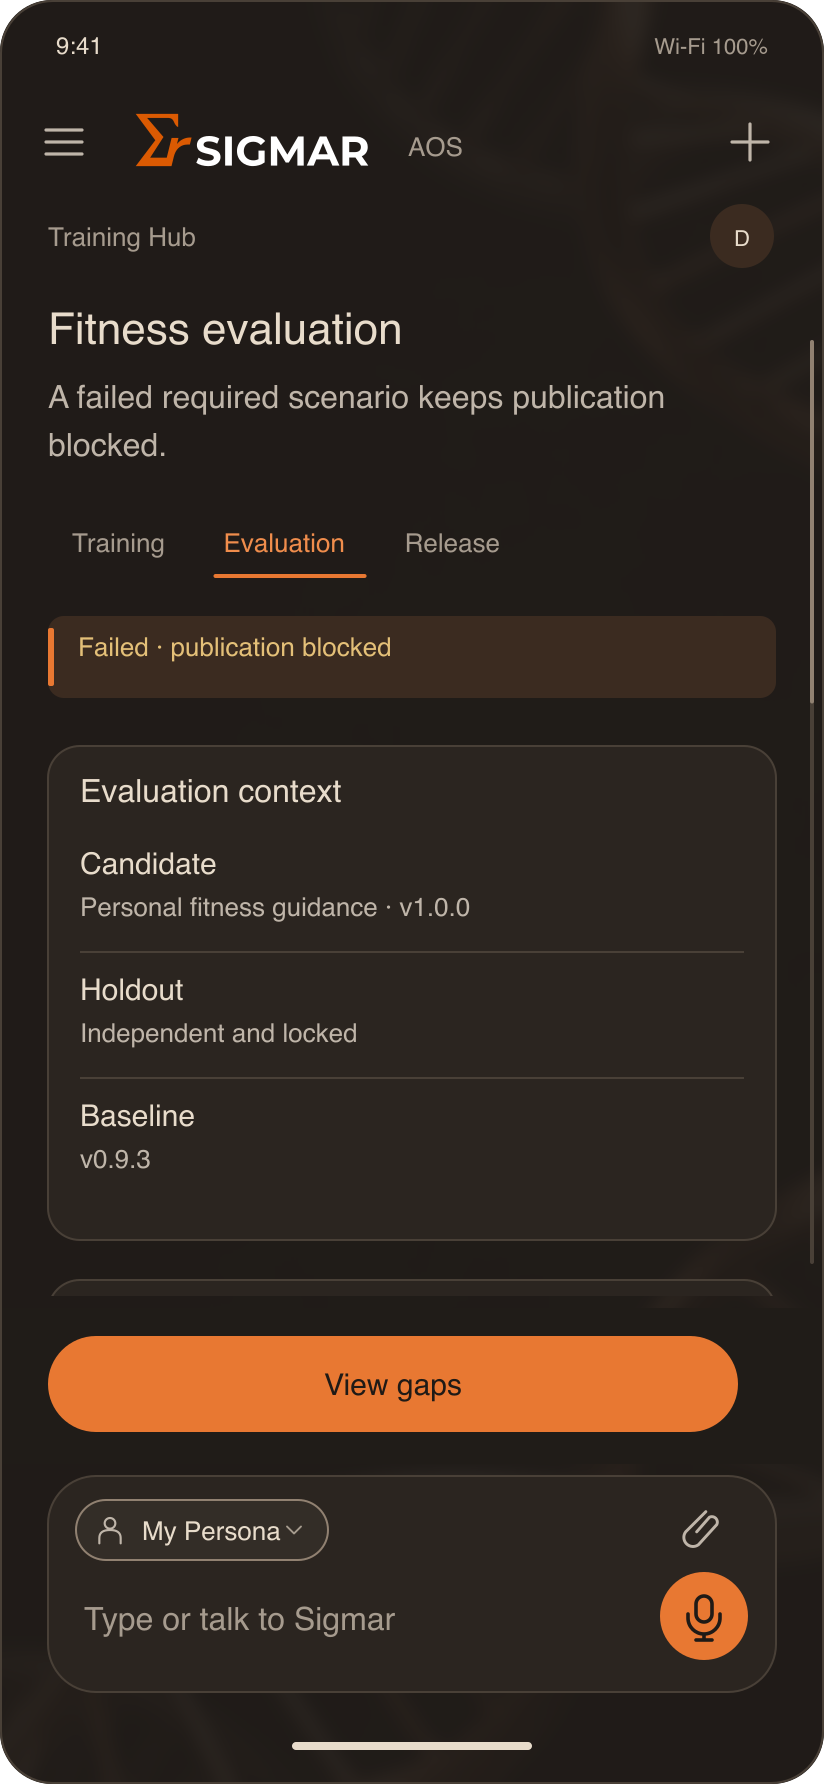 9:41
Wi-Fi 100%
Σr SIGMAR AOS
Training Hub
D
Fitness evaluation
A failed required scenario keeps publication
blocked.
Training Evaluation Release
Failed · publication blocked
Evaluation context
Candidate
Personal fitness guidance · v1.0.0
Holdout
Independent and locked
Baseline
v0.9.3
View gaps
My Persona
Type or talk to Sigmar